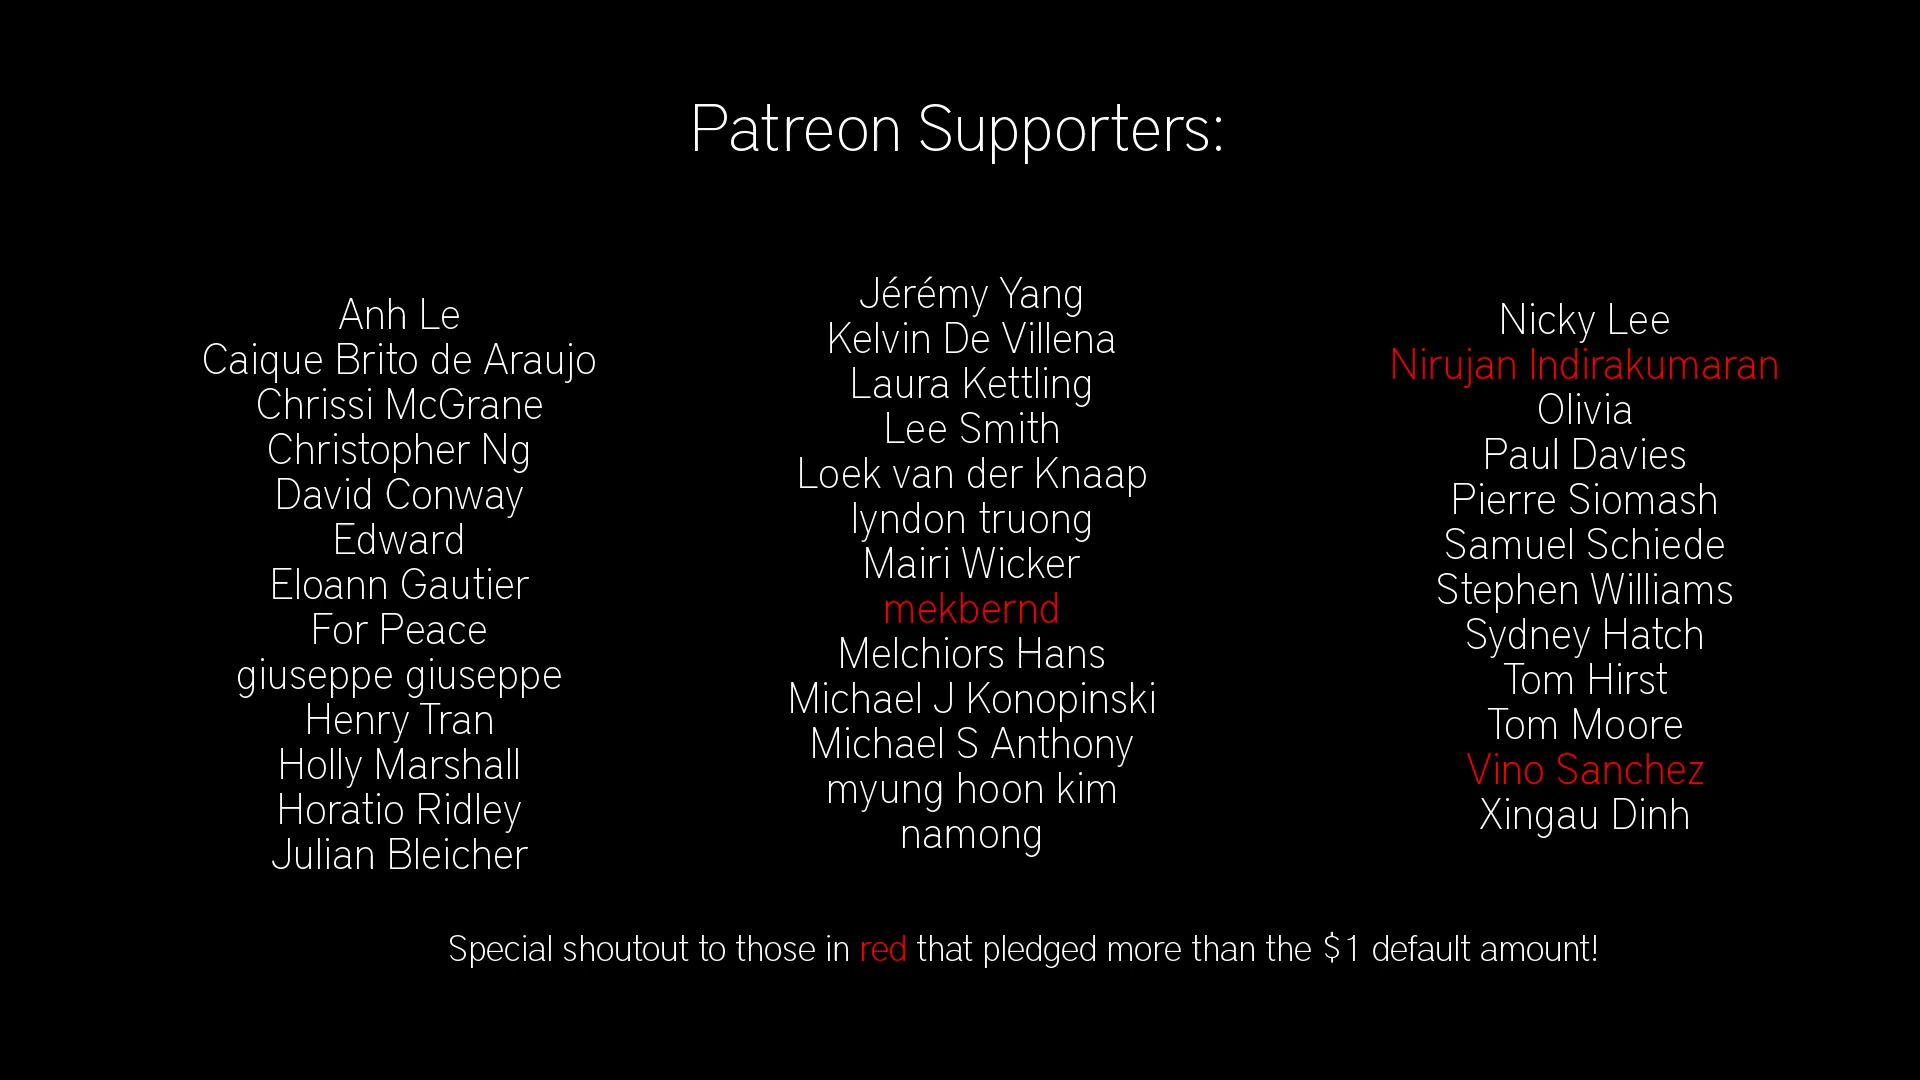 Patreon Supporters:
Anh Le
Caique Brito de Araujo
Chrissi McGrane
Christopher Ng
David Conway
Edward
Eloann Gautier
For Peace
giuseppe giuseppe
Henry Tran
Holly Marshall
Horatio Ridley
Julian Bleicher
Jérémy Yang
Kelvin De Villena
Laura Kettling
Lee Smith
Loek van der Knaap
lyndon truong
Mairi Wicker
mekbernd
Melchiors Hans
Michael J Konopinski
Michael S Anthony
myung hoon kim
namong
Nicky Lee
Nirujan Indirakumaran
Olivia
Paul Davies
Pierre Siomash
Samuel Schiede
Stephen Williams
Sydney Hatch
Tom Hirst
Tom Moore
Vino Sanchez
Xingau Dinh
Special shoutout to those in red that pledged more than the $1 default amount!